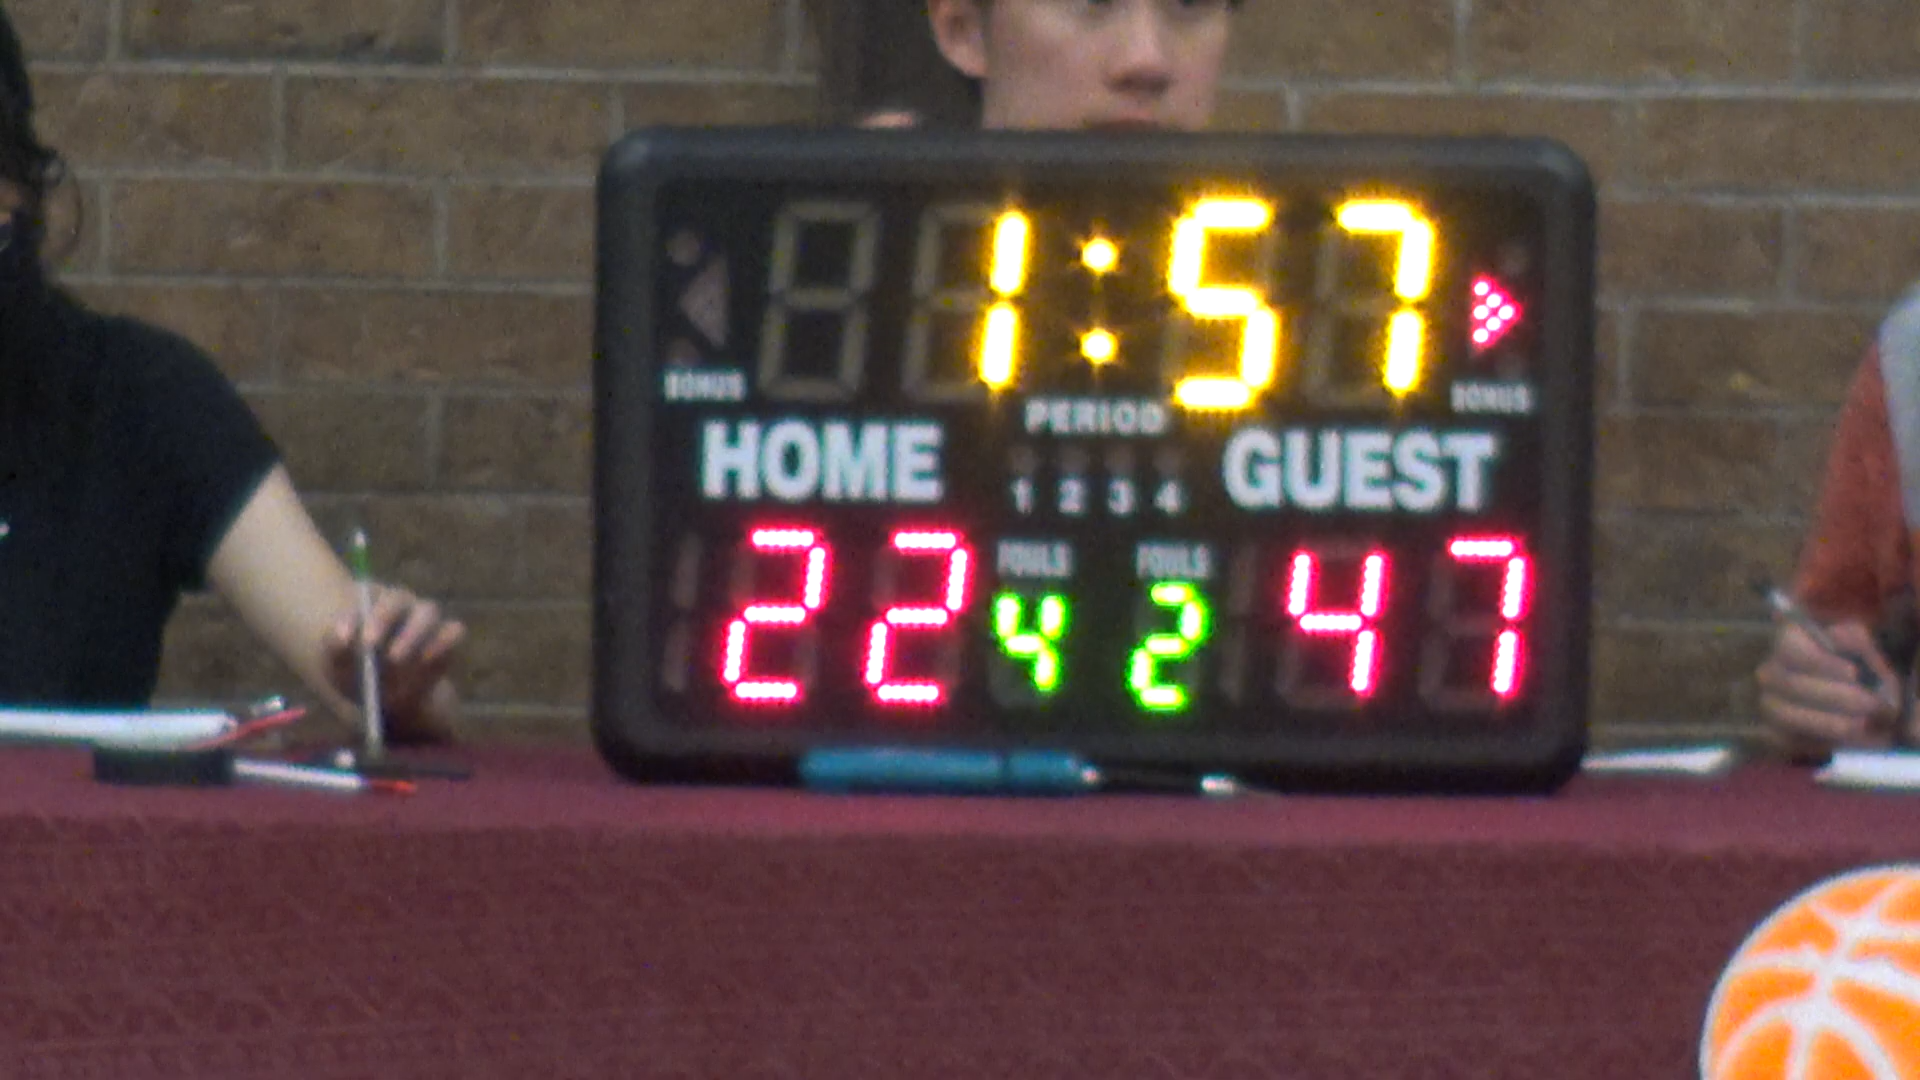 1:57
BONUS PERIOD BONUS
HOME 1 2 3 4 GUEST
FOULS FOULS
22 4 2 47